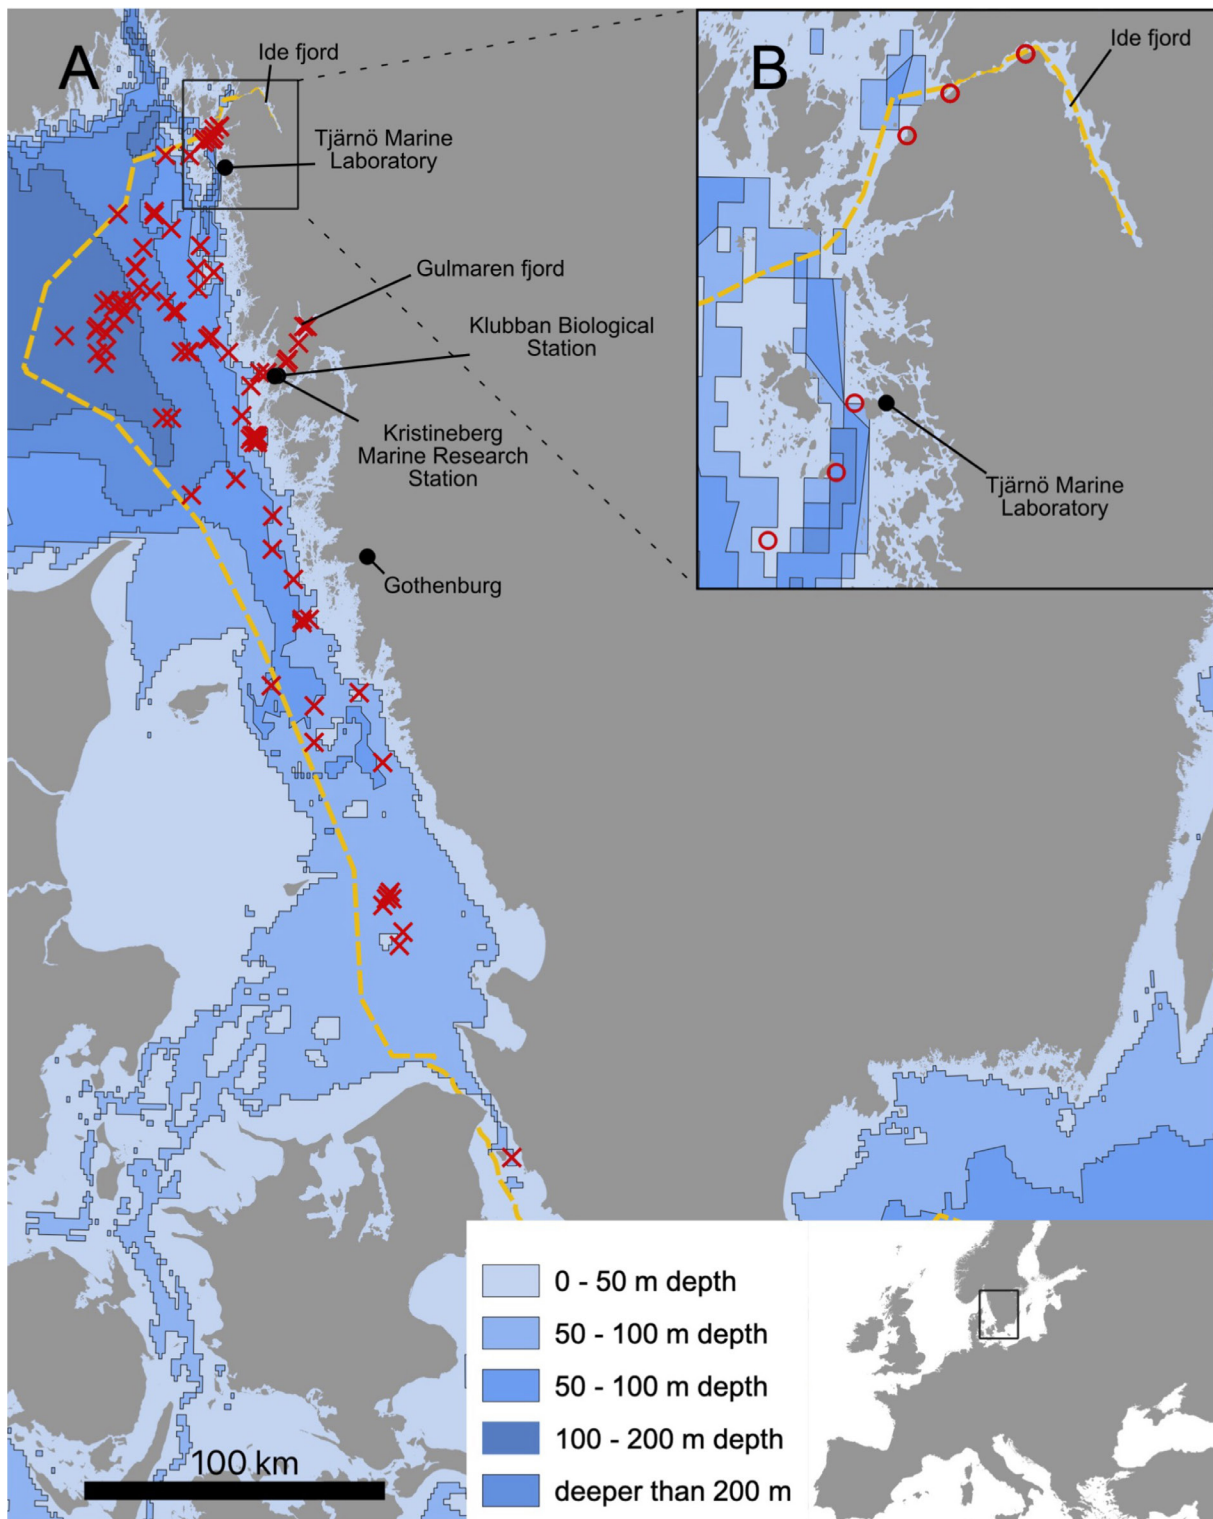 A
Ide fjord
Tjärnö Marine
Laboratory
Gulmaren fjord
Klubban Biological
Station
Kristineberg
Marine Research
Station
Gothenburg
B
Ide fjord
Tjärnö Marine
Laboratory
0 - 50 m depth
50 - 100 m depth
50 - 100 m depth
100 - 200 m depth
deeper than 200 m
100 km